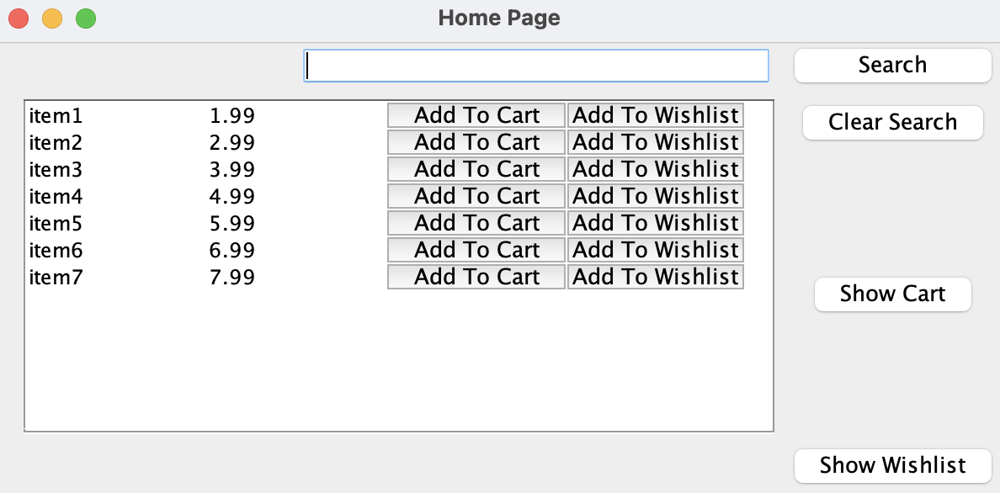 Home Page
Search
item1 1.99 Add To Cart Add To Wishlist
Clear Search
item2 2.99 Add To Cart Add To Wishlist
item3 3.99 Add To Cart Add To Wishlist
item4 4.99 Add To Cart Add To Wishlist
item5 5.99 Add To Cart Add To Wishlist
item6 6.99 Add To Cart Add To Wishlist
item7 7.99 Add To Cart Add To Wishlist
Show Cart
Show Wishlist